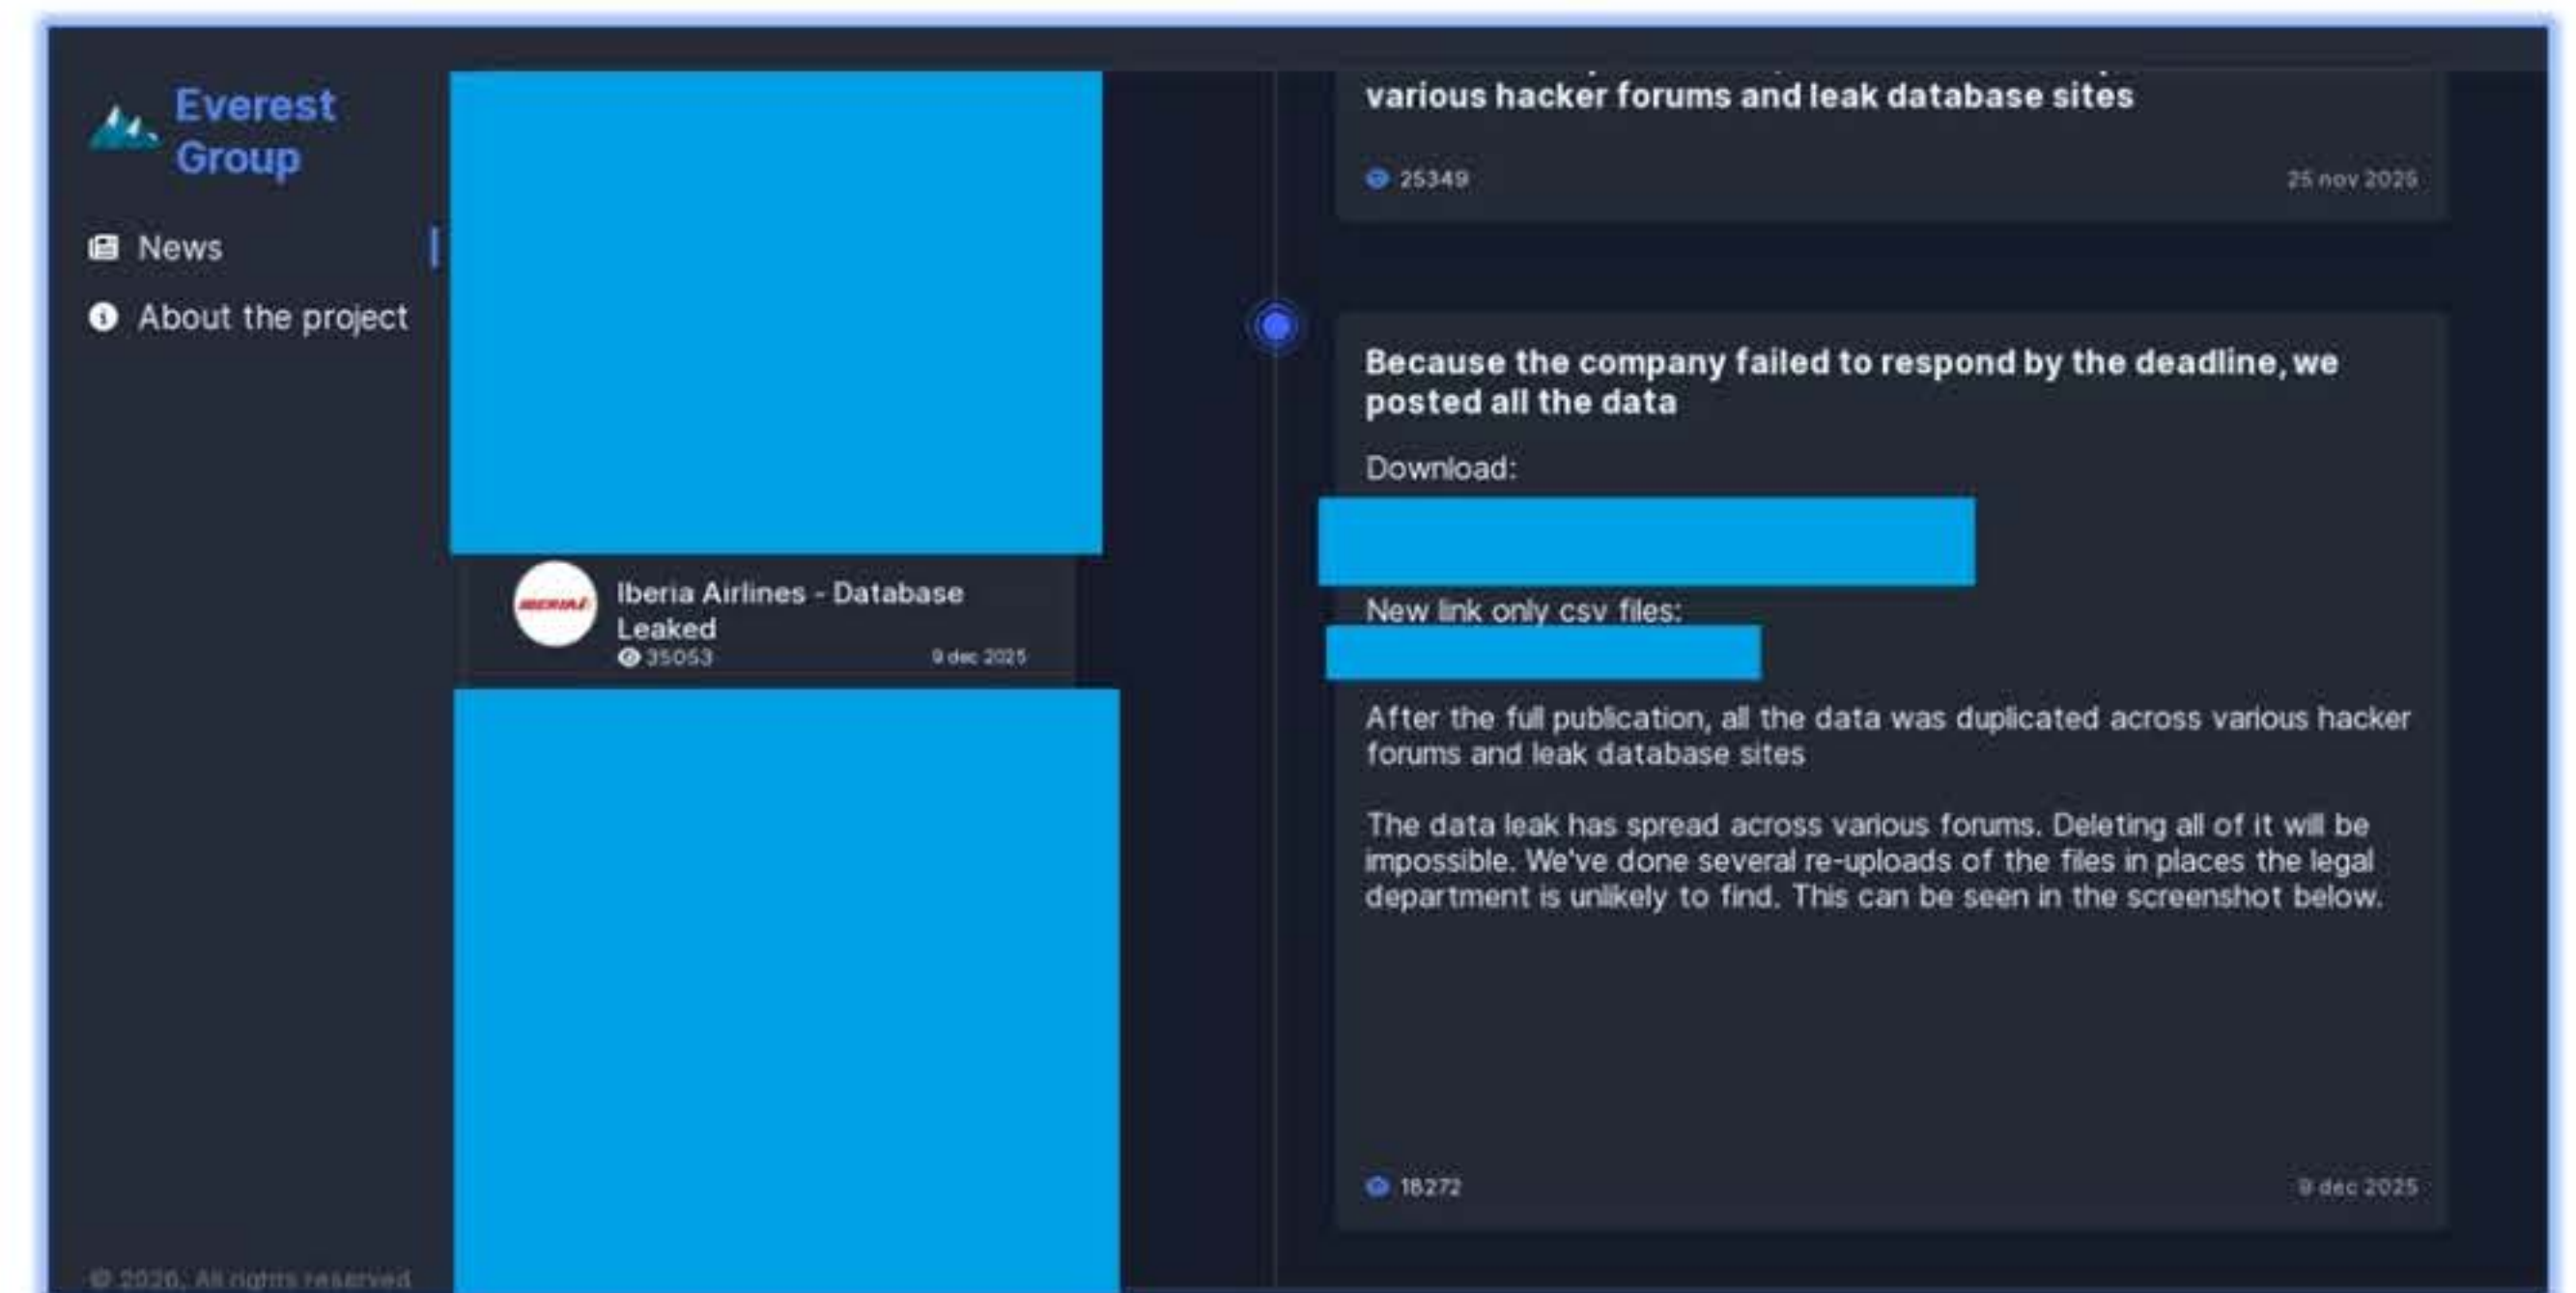 Everest
Group
News
About the project
IBERIA
Iberia Airlines - Database
Leaked
35053
9 dec 2025
© 2026, All rights reserved
various hacker forums and leak database sites
25349
25 nov 2025
Because the company failed to respond by the deadline, we
posted all the data
Download:
New link only csv files:
After the full publication, all the data was duplicated across various hacker
forums and leak database sites
The data leak has spread across various forums. Deleting all of it will be
impossible. We've done several re-uploads of the files in places the legal
department is unlikely to find. This can be seen in the screenshot below.
18272
9 dec 2025